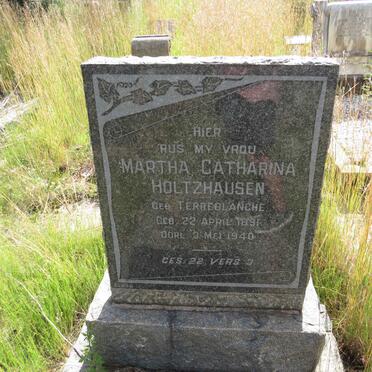 HIER
RUS MY VROU
MARTHA CATHARINA
HOLTZHAUSEN
GEB. TERREBLANCHE
GEB. 22 APRIL 1891
OORL. 3 MEI 1940
GES. 22 VERS 3